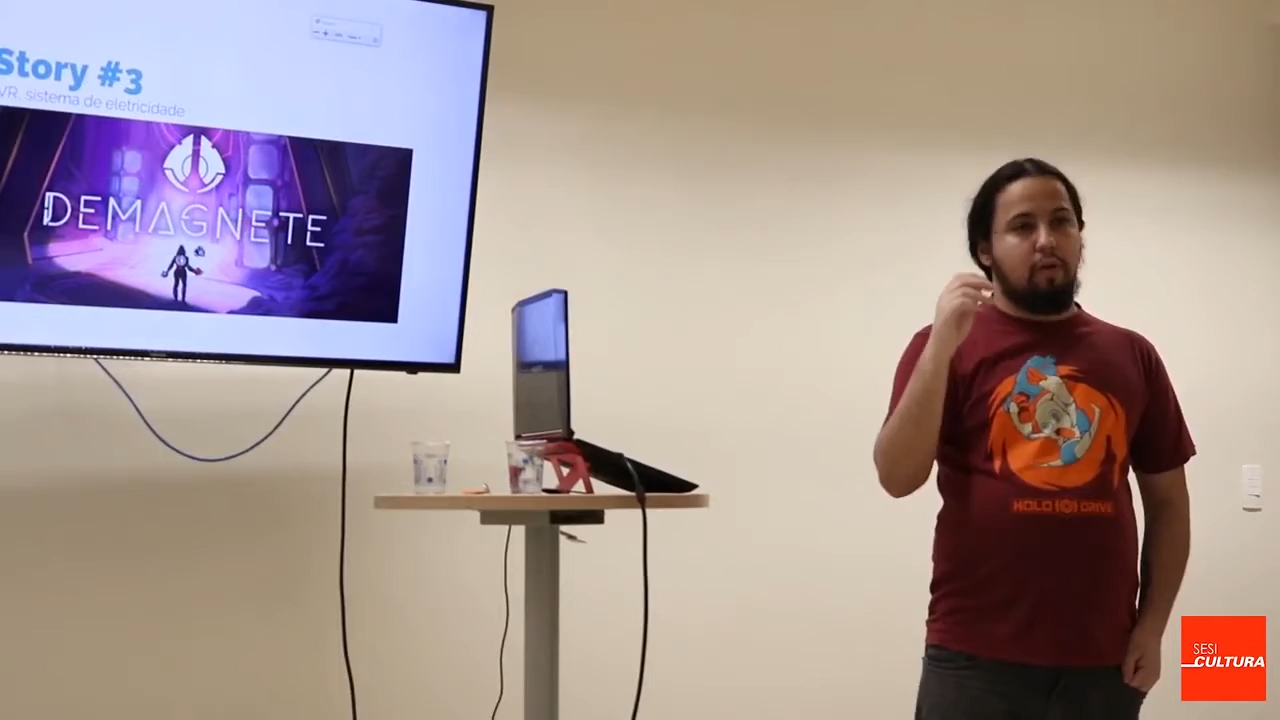 Story #3
VR, sistema de eletricidade
DEMAGNETE
HOLO DRIVE
SESI
CULTURA